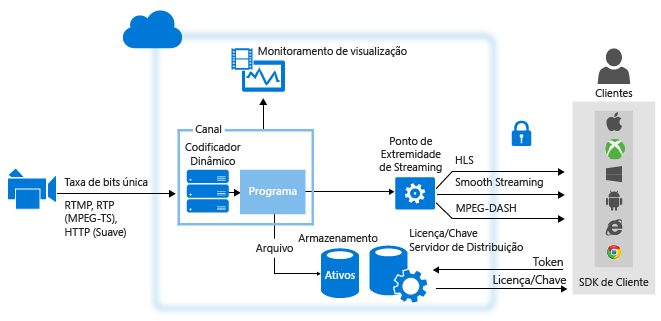 Monitoramento de visualização
Clientes
Canal
Codificador
Dinâmico
Programa
Ponto de
Extremidade
de Streaming
HLS
Smooth Streaming
MPEG-DASH
Taxa de bits única
RTMP, RTP
(MPEG-TS),
HTTP (Suave)
Arquivo
Armazenamento
Ativos
Licença/Chave
Servidor de Distribuição
Token
Licença/Chave
SDK de Cliente